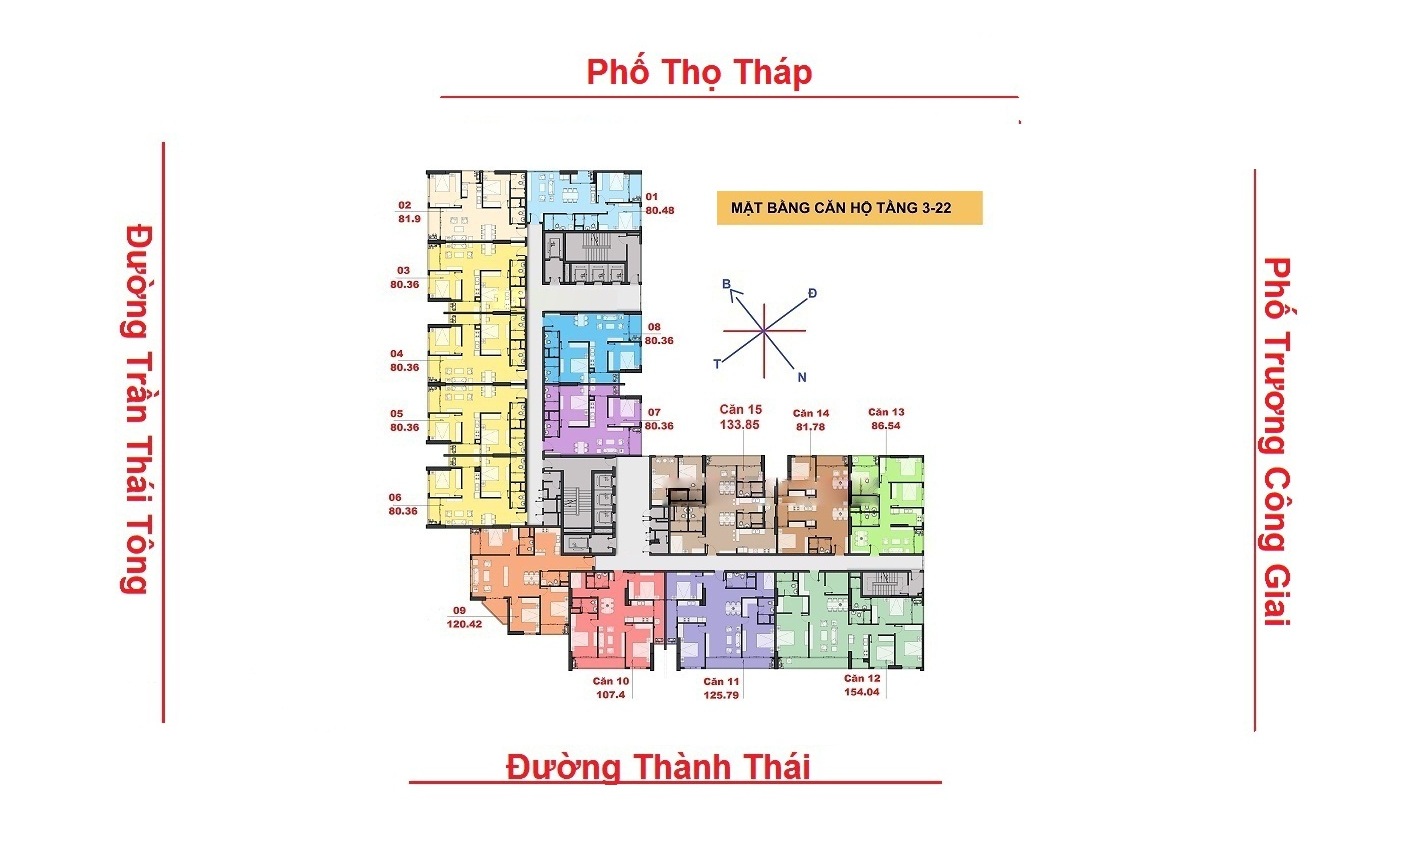 Phố Thọ Tháp
MẶT BẰNG CĂN HỘ TẦNG 3-22
Đường Trần Thái Tông
Phố Trương Công Giai
01
80.48
02
81.9
03
80.36
04
80.36
05
80.36
06
80.36
08
80.36
07
80.36
B
Đ
T
N
Căn 15
133.85
Căn 14
81.78
Căn 13
86.54
09
120.42
Căn 10
107.4
Căn 11
125.79
Căn 12
154.04
Đường Thành Thái